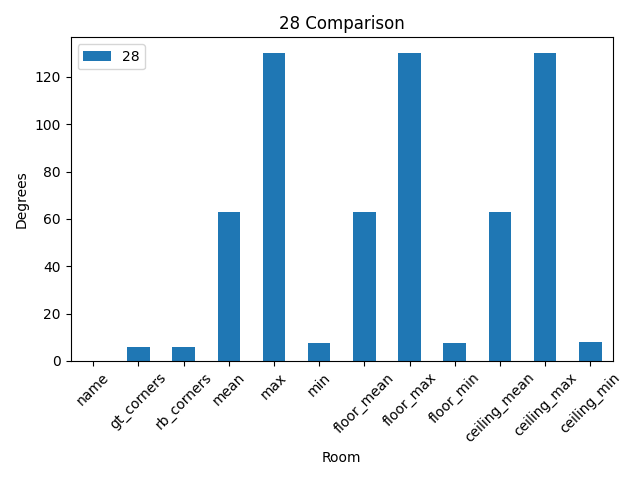 28 Comparison
28
Degrees
120
100
80
60
40
20
0
name
gt_corners
rb_corners
mean
max
min
floor_mean
floor_max
floor_min
ceiling_mean
ceiling_max
ceiling_min
Room